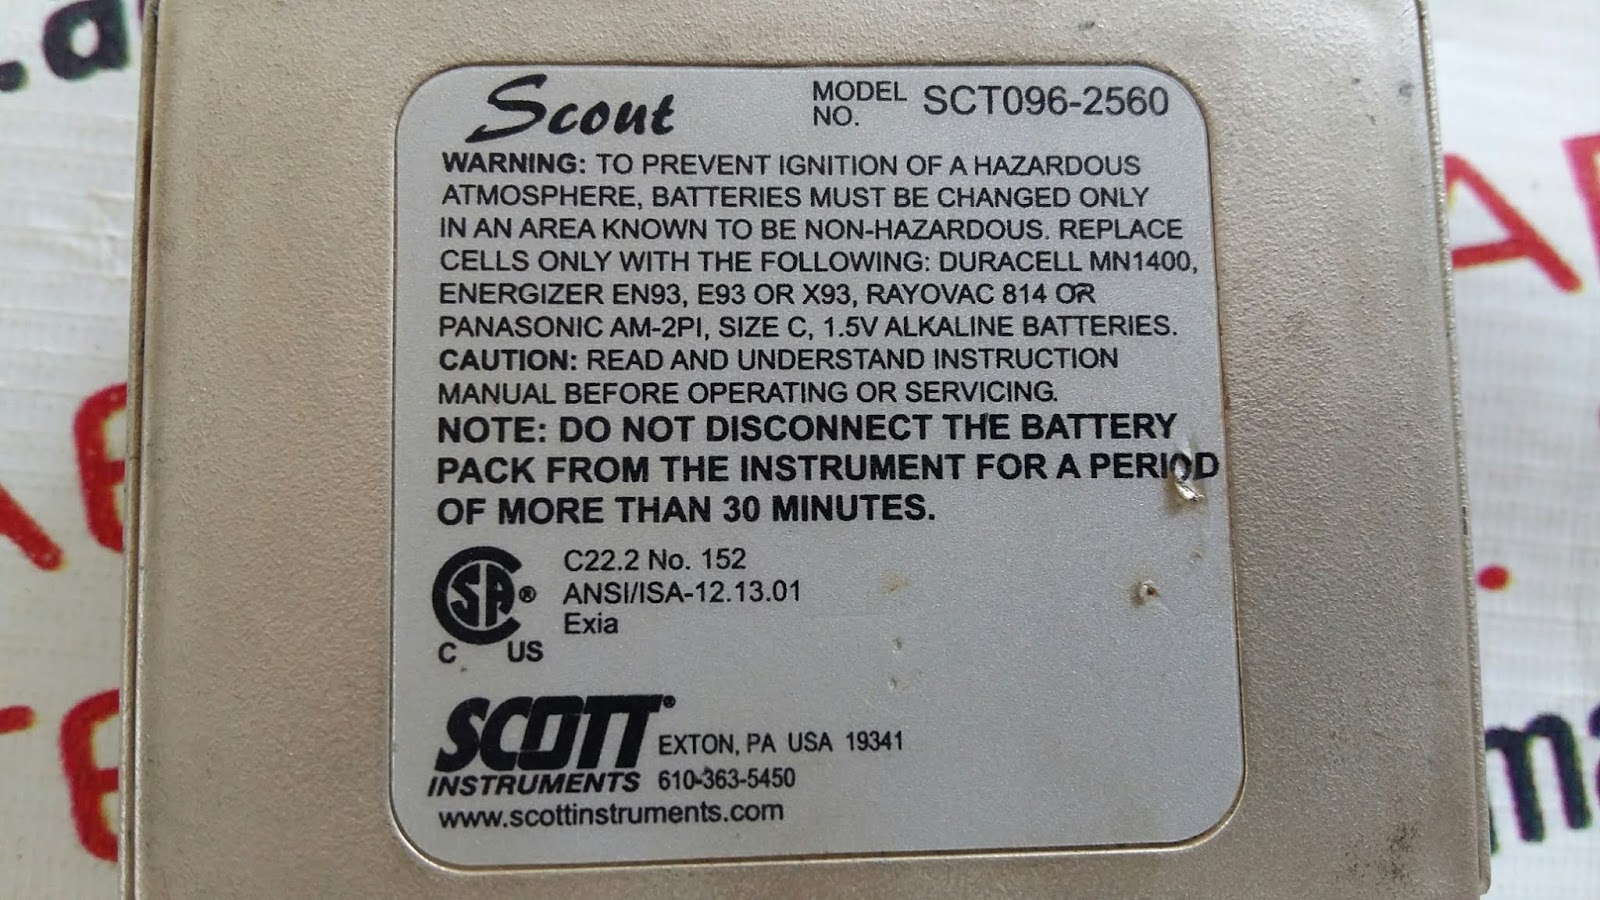 Scout MODEL NO. SCT096-2560
WARNING: TO PREVENT IGNITION OF A HAZARDOUS
ATMOSPHERE, BATTERIES MUST BE CHANGED ONLY
IN AN AREA KNOWN TO BE NON-HAZARDOUS. REPLACE
CELLS ONLY WITH THE FOLLOWING: DURACELL MN1400,
ENERGIZER EN93, E93 OR X93, RAYOVAC 814 OR
PANASONIC AM-2PI, SIZE C, 1.5V ALKALINE BATTERIES.
CAUTION: READ AND UNDERSTAND INSTRUCTION
MANUAL BEFORE OPERATING OR SERVICING.
NOTE: DO NOT DISCONNECT THE BATTERY
PACK FROM THE INSTRUMENT FOR A PERIOD
OF MORE THAN 30 MINUTES.
C22.2 No. 152
ANSI/ISA-12.13.01
Exia
SA®
C US
SCOTT® EXTON, PA USA 19341
INSTRUMENTS 610-363-5450
www.scottinstruments.com